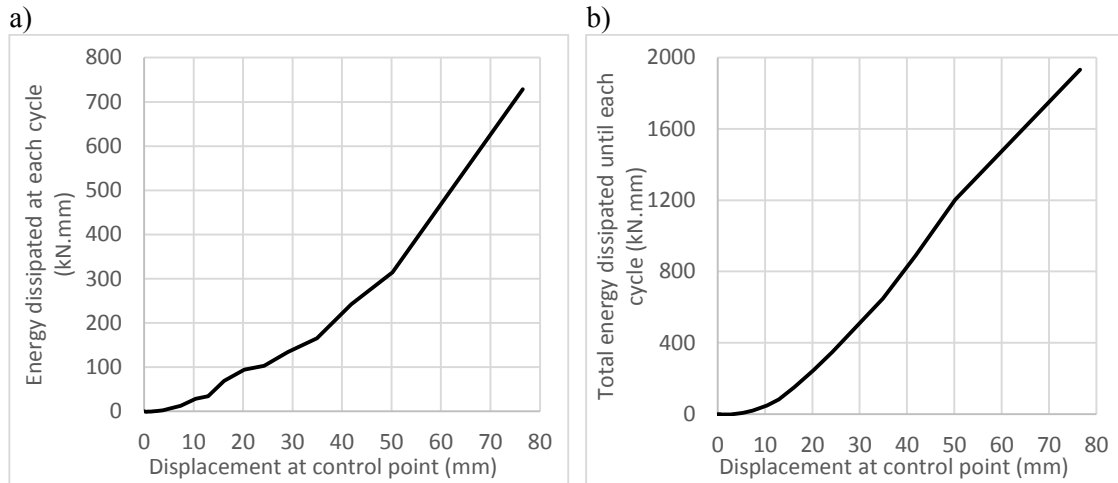 a)
800
700
600
500
400
300
200
100
0
0 10 20 30 40 50 60 70 80
Energy dissipated at each cycle
(kN.mm)
Displacement at control point (mm)
b)
2000
1600
1200
800
400
0
0 10 20 30 40 50 60 70 80
Total energy dissipated until each
cycle (kN.mm)
Displacement at control point (mm)